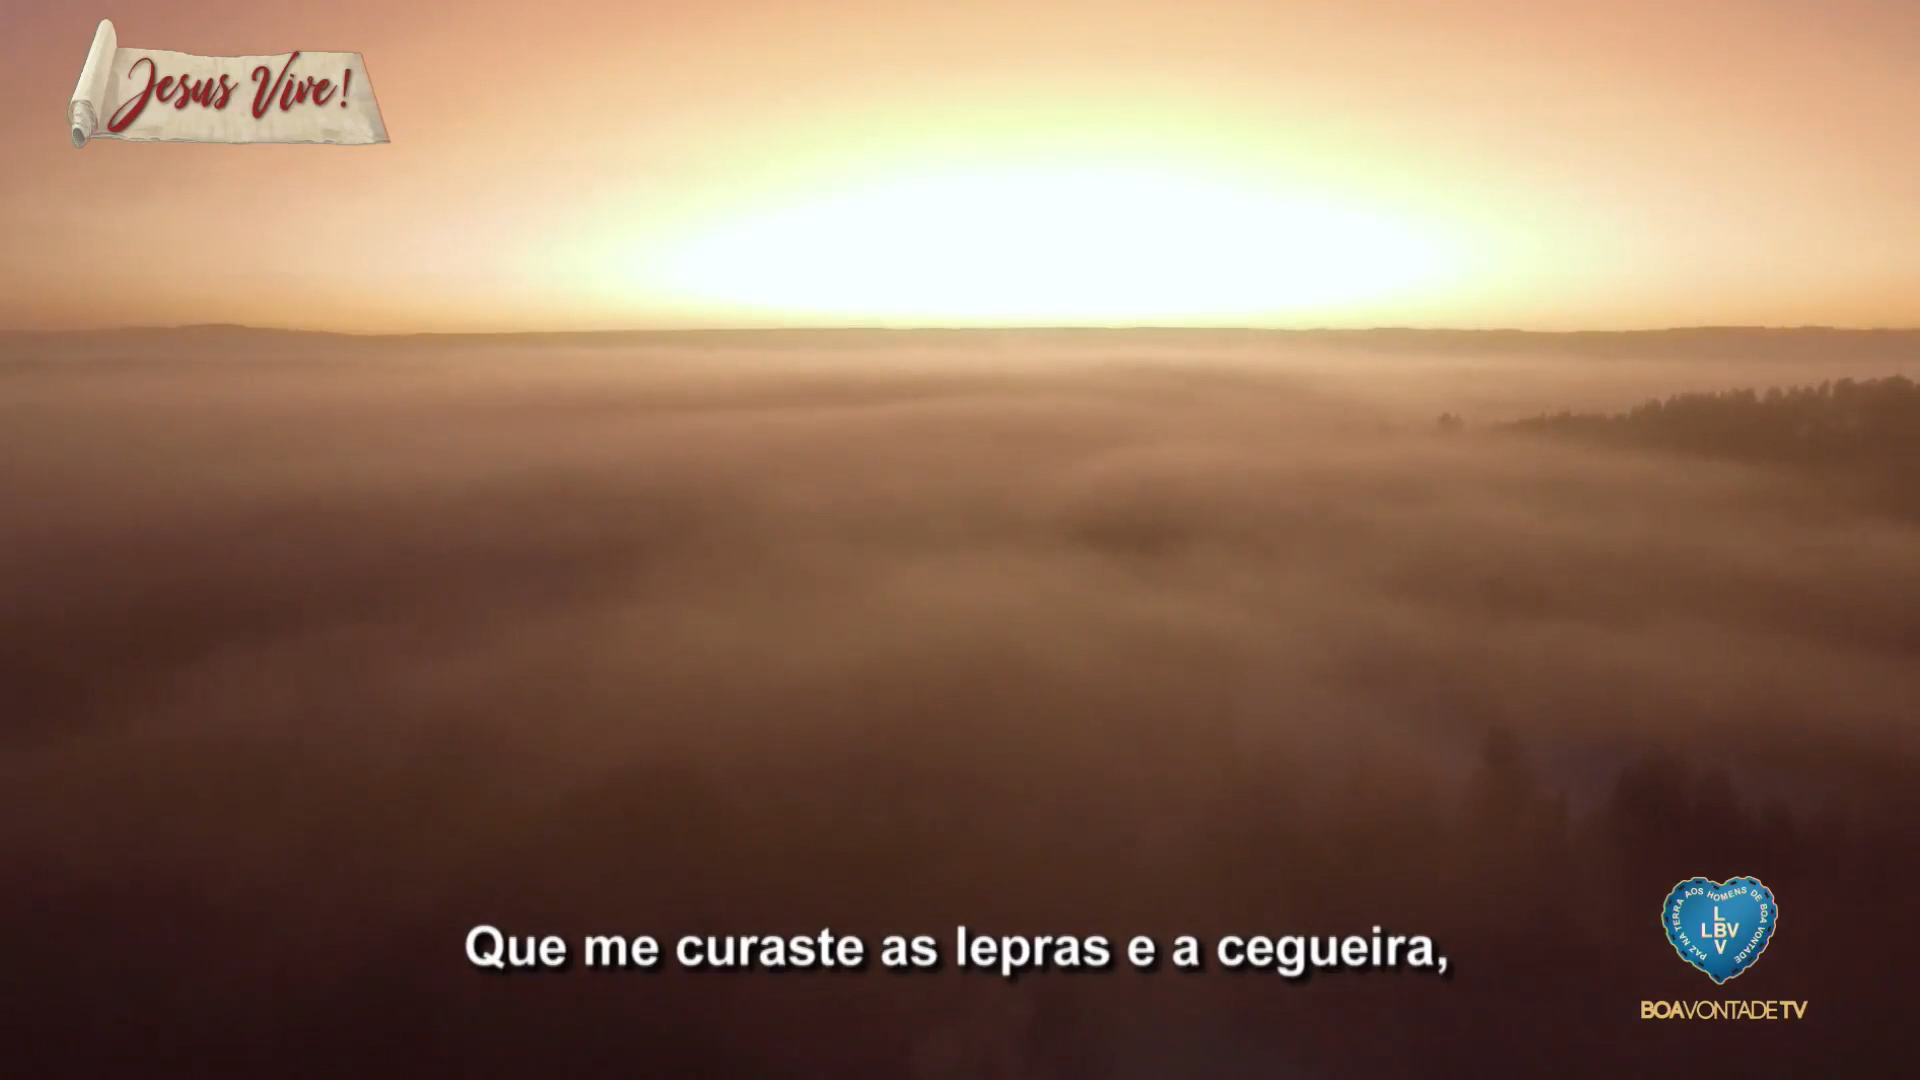 Jesus Vive!
Que me curaste as lepras e a cegueira,
PAZ NA TERRA AOS HOMENS DE BOA VONTADE
L
LBV
V
BOAVONTADETV